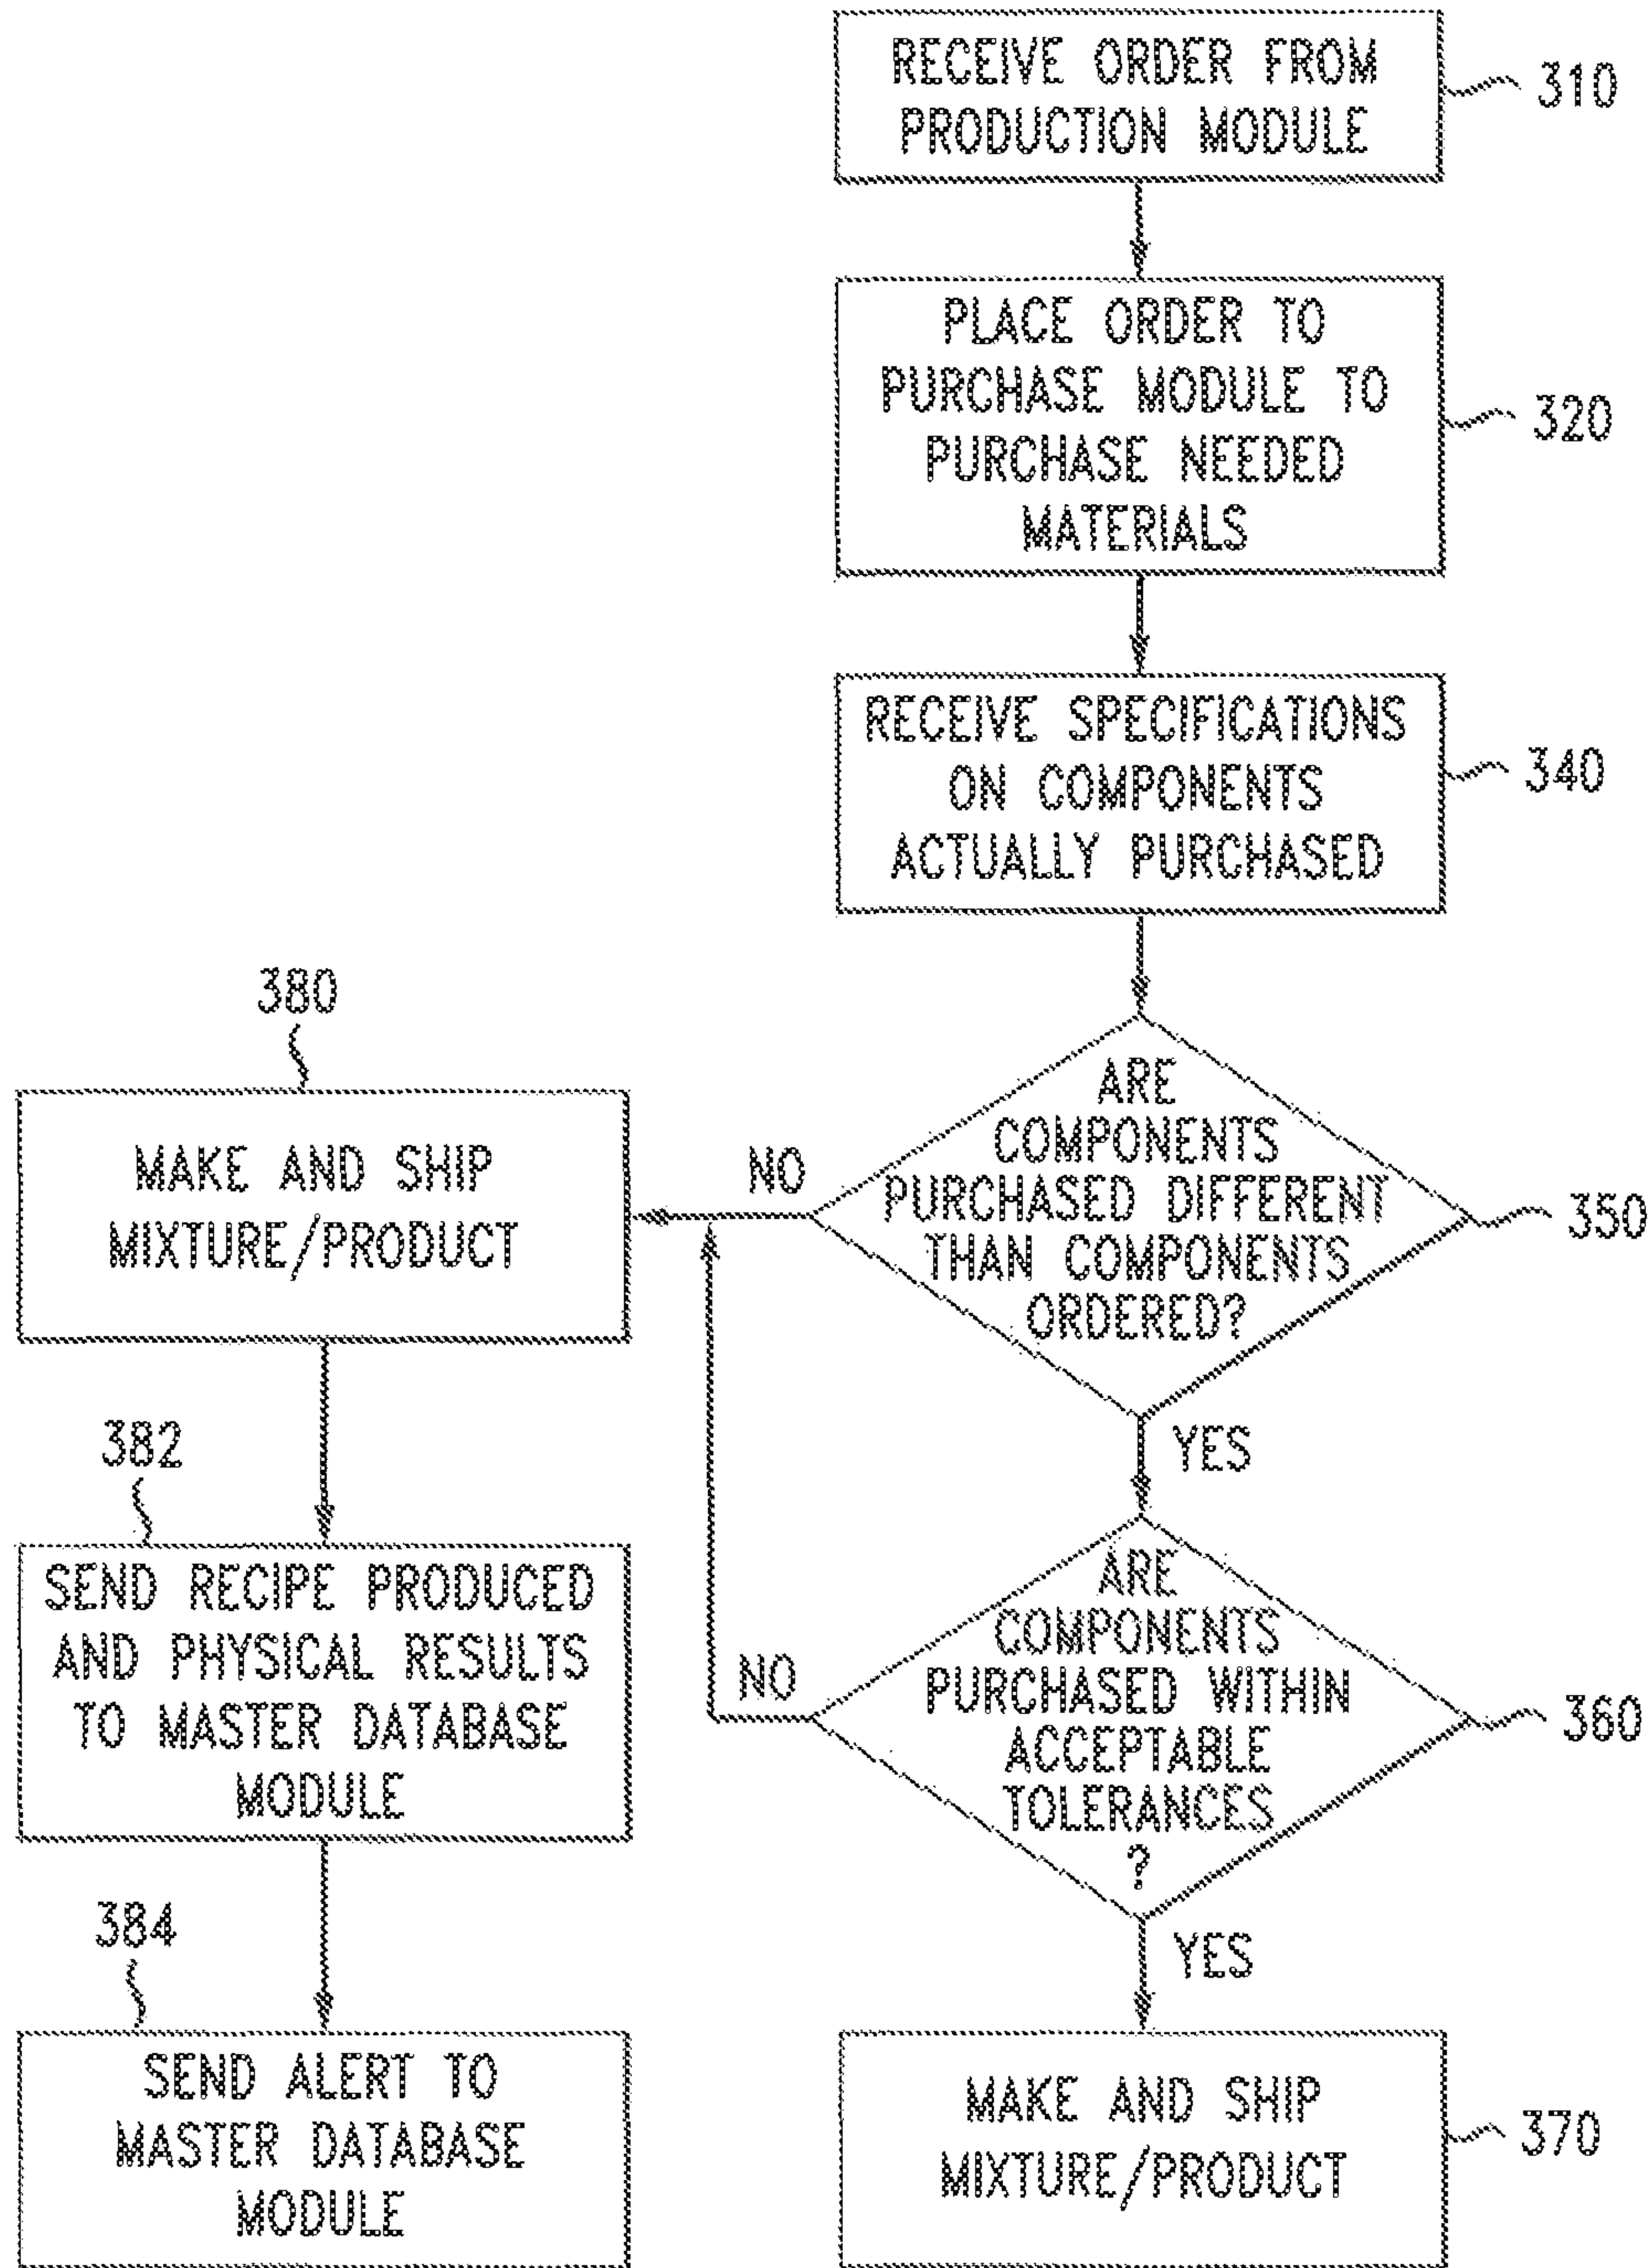 RECEIVE ORDER FROM
PRODUCTION MODULE
310
PLACE ORDER TO
PURCHASE MODULE TO
PURCHASE NEEDED
MATERIALS
320
RECEIVE SPECIFICATIONS
ON COMPONENTS
ACTUALLY PURCHASED
340
ARE
COMPONENTS
PURCHASED DIFFERENT
THAN COMPONENTS
ORDERED?
350
NO
YES
380
MAKE AND SHIP
MIXTURE/PRODUCT
382
SEND RECIPE PRODUCED
AND PHYSICAL RESULTS
TO MASTER DATABASE
MODULE
384
SEND ALERT TO
MASTER DATABASE
MODULE
ARE
COMPONENTS
PURCHASED WITHIN
ACCEPTABLE
TOLERANCES
?
360
NO
YES
MAKE AND SHIP
MIXTURE/PRODUCT
370